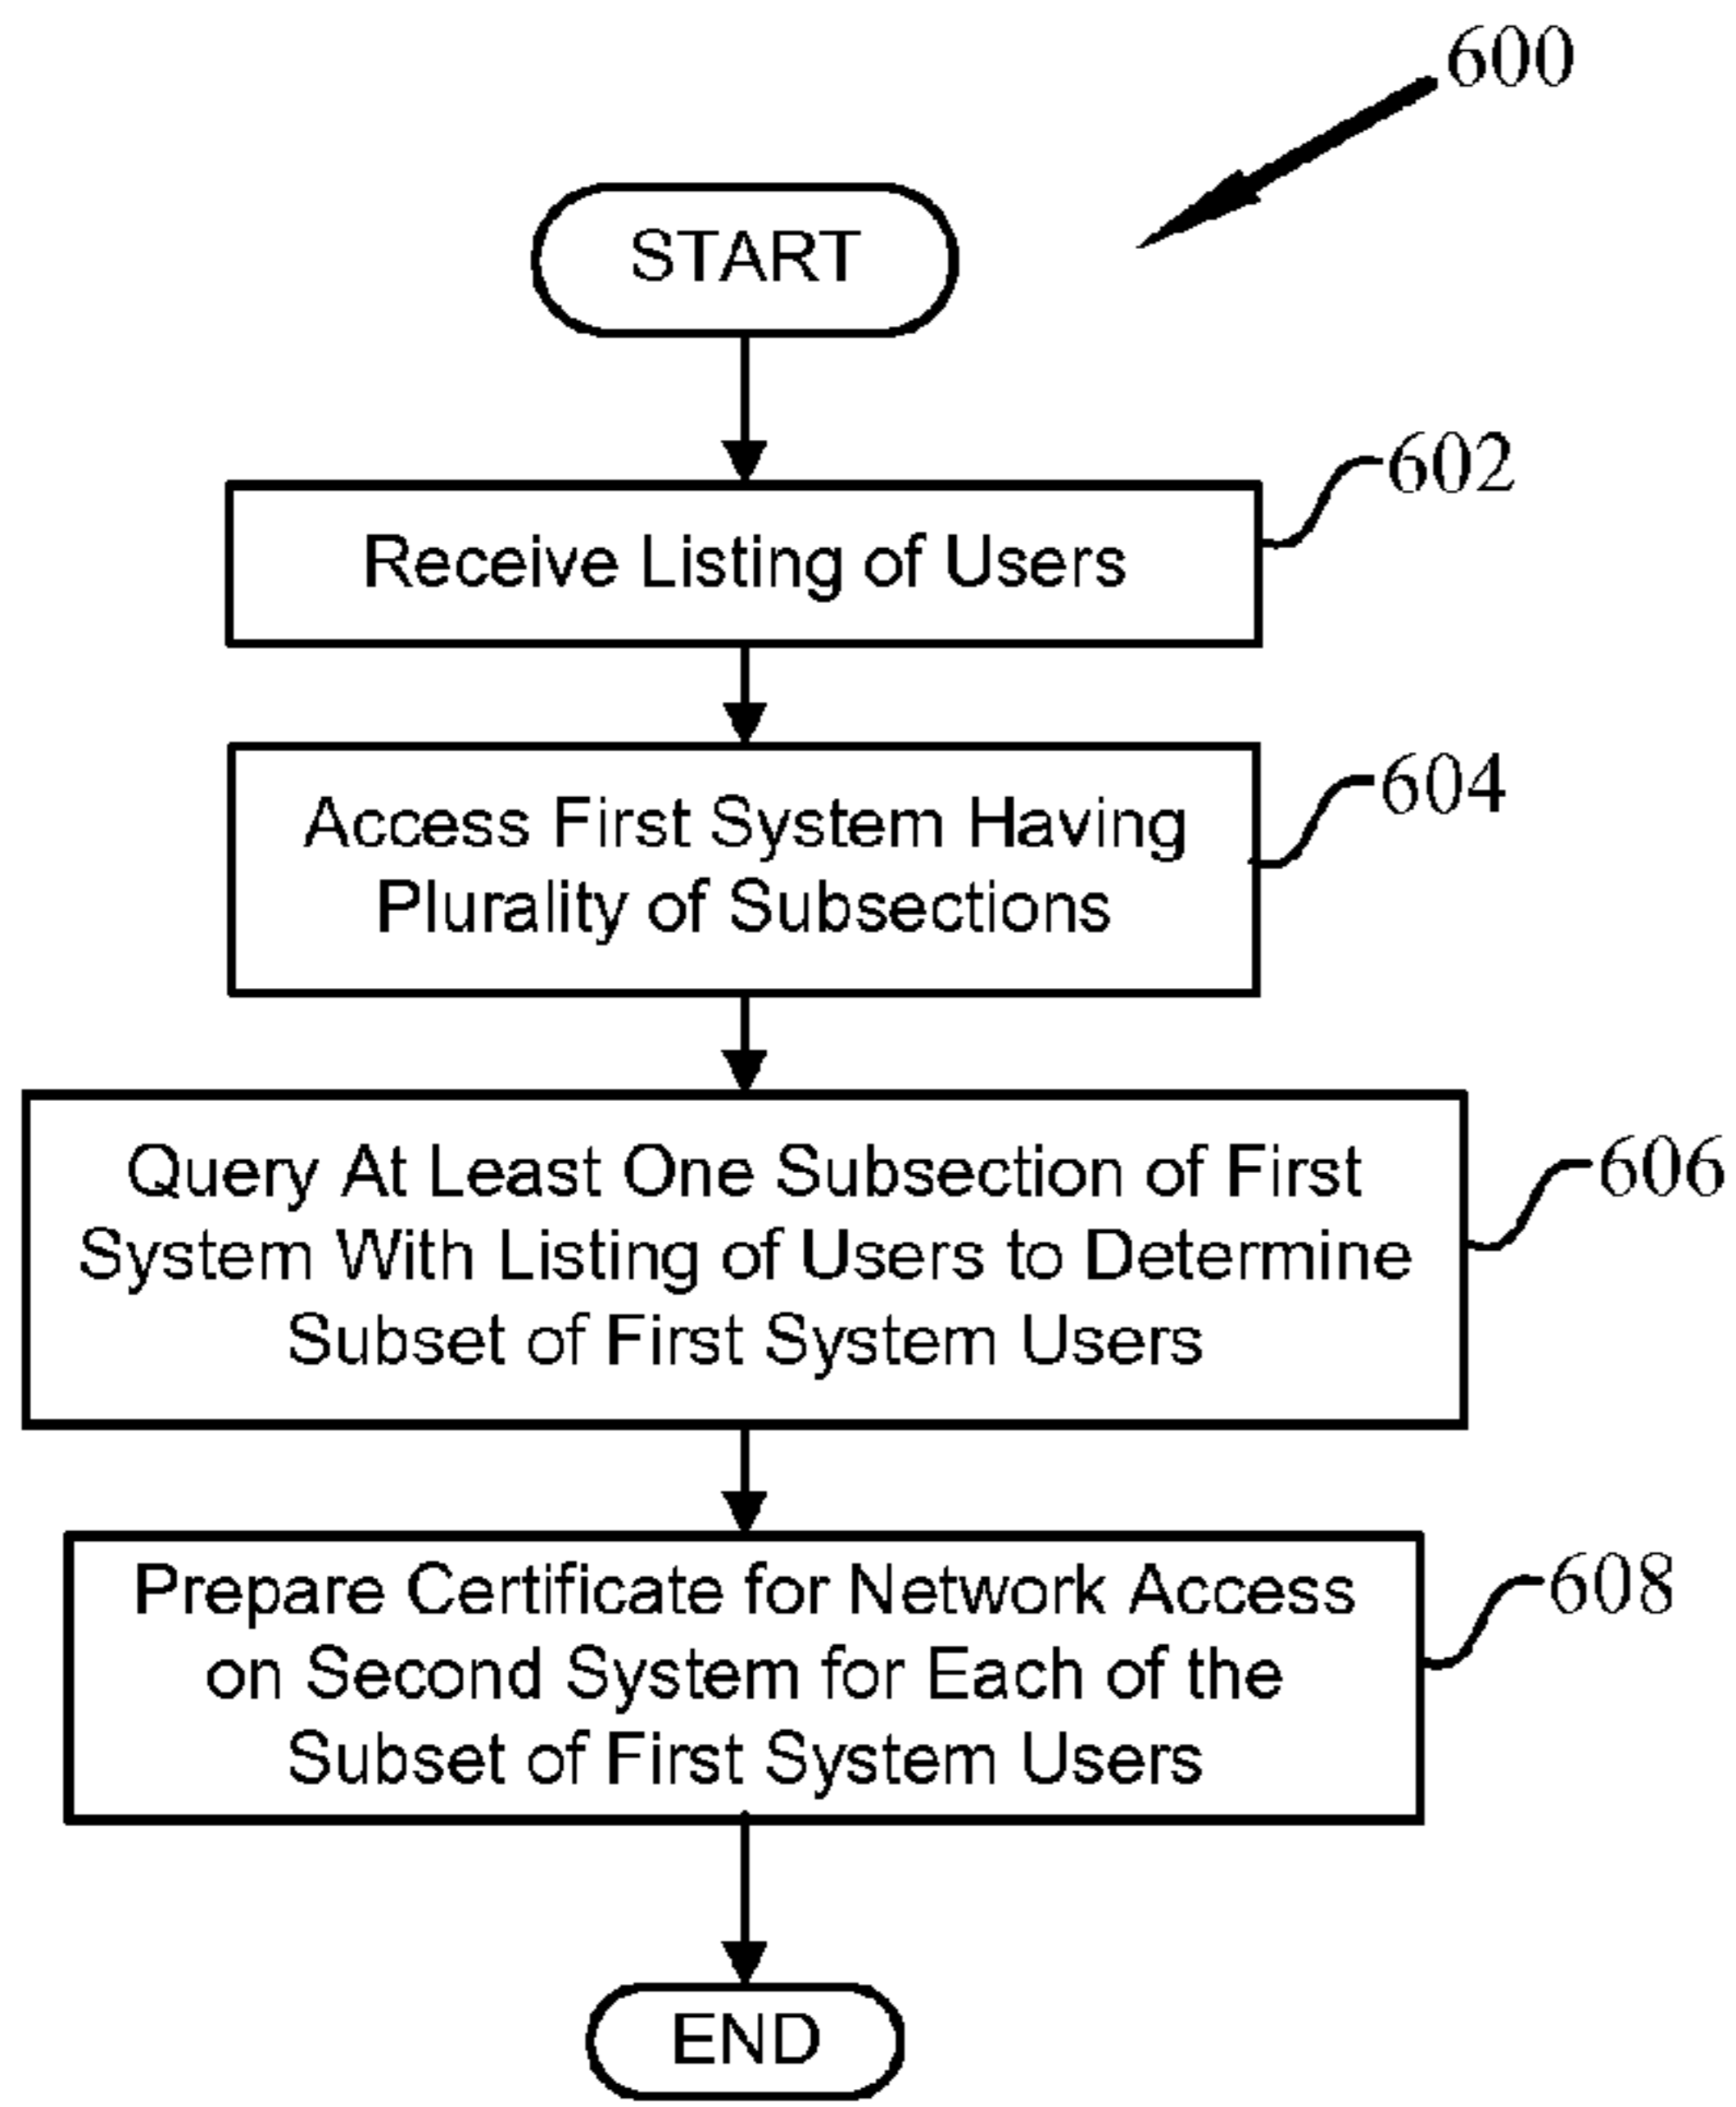 600
START
602
Receive Listing of Users
604
Access First System Having
Plurality of Subsections
606
Query At Least One Subsection of First
System With Listing of Users to Determine
Subset of First System Users
608
Prepare Certificate for Network Access
on Second System for Each of the
Subset of First System Users
END